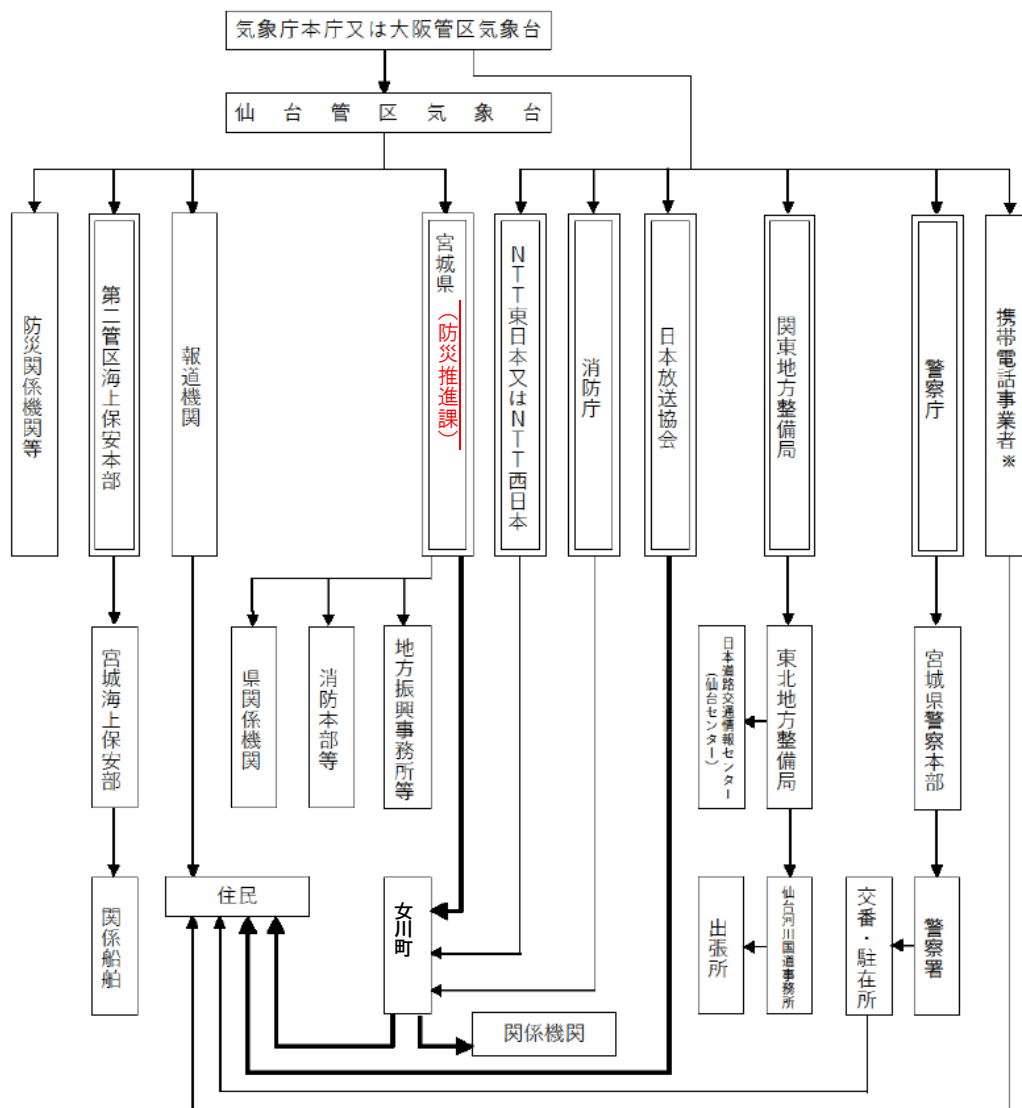 気象庁本庁又は大阪管区気象台
仙台管区気象台
防災関係機関等
第二管区海上保安本部
報道機関
宮城県（防災推進課）
NTT東日本又はNTT西日本
消防庁
日本放送協会
関東地方整備局
警察庁
携帯電話事業者※
宮城海上保安部
県関係機関
消防本部等
地方振興事務所等
日本道路交通情報センター
（仙台センター）
東北地方整備局
宮城県警察本部
関係船舶
住民
女川町
出張所
仙台河川国道事務所
交番・駐在所
警察署
関係機関